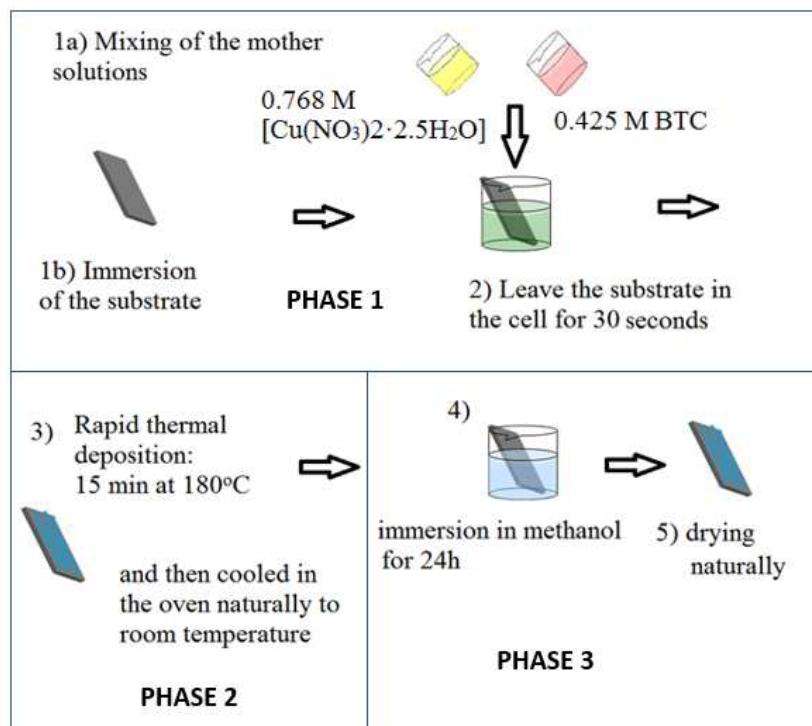 1a) Mixing of the mother
solutions
0.768 M
[Cu(NO₃)2·2.5H₂O]
0.425 M BTC
1b) Immersion
of the substrate
PHASE 1
2) Leave the substrate in
the cell for 30 seconds
3) Rapid thermal
deposition:
15 min at 180ºC
and then cooled in
the oven naturally to
room temperature
PHASE 2
4)
immersion in methanol
for 24h
5) drying
naturally
PHASE 3